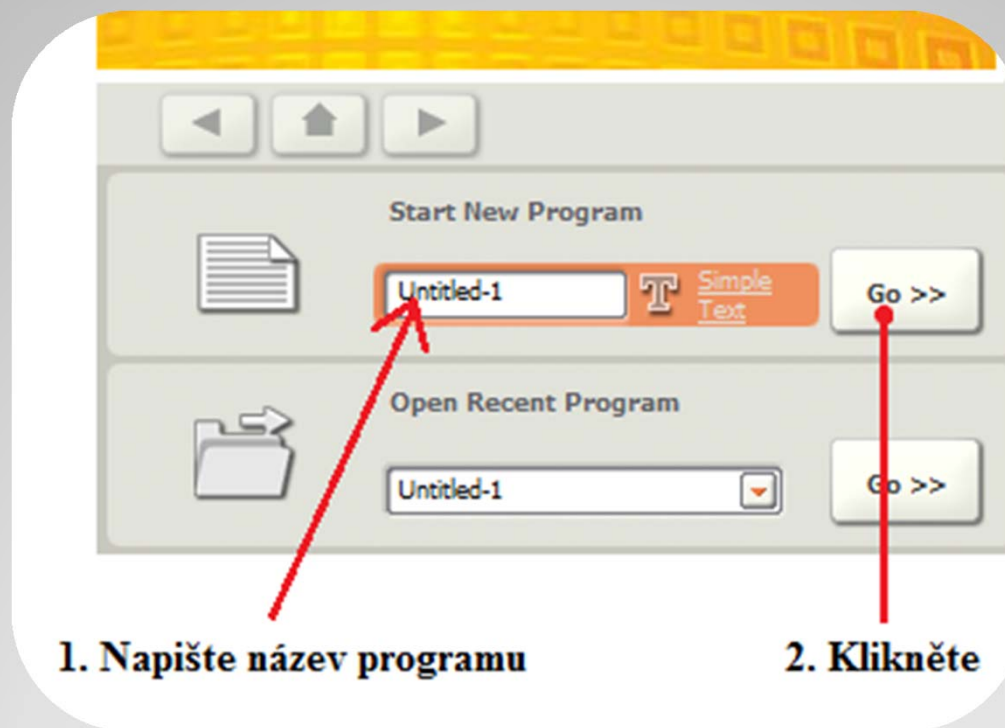 Start New Program
Untitled-1 T Simple
Text
Go >>
Open Recent Program
Untitled-1
Go >>
1. Napište název programu
2. Klikněte